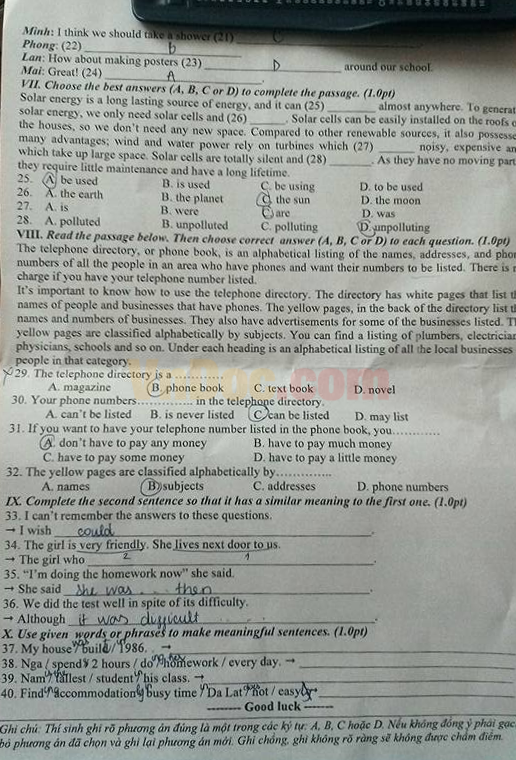 Minh: I think we should take a shower (21) C
Phong: (22) b
Lan: How about making posters (23) D around our school.
Mai: Great! (24) A
VII. Choose the best answers (A, B, C or D) to complete the passage. (1.0pt)
Solar energy is a long lasting source of energy, and it can (25) ______ almost anywhere. To generat
solar energy, we only need solar cells and (26) ______. Solar cells can be easily installed on the roofs o
the houses, so we don't need any new space. Compared to other renewable sources, it also possesse
many advantages; wind and water power rely on turbines which (27) ______ noisy, expensive an
which take up large space. Solar cells are totally silent and (28) ______. As they have no moving part
they require little maintenance and have a long lifetime.
25. A. be used B. is used C. be using D. to be used
26. A. the earth B. the planet C. the sun D. the moon
27. A. is B. were C. are D. was
28. A. polluted B. unpolluted C. polluting D. unpolluting
VIII. Read the passage below. Then choose correct answer (A, B, C or D) to each question. (1.0pt)
The telephone directory, or phone book, is an alphabetical listing of the names, addresses, and phon
numbers of all the people in an area who have phones and want their numbers to be listed. There is n
charge if you have your telephone number listed.
It's important to know how to use the telephone directory. The directory has white pages that list th
names of people and businesses that have phones. The yellow pages, in the back of the directory list th
names and numbers of businesses. They also have advertisements for some of the businesses listed. Th
yellow pages are classified alphabetically by subjects. You can find a listing of plumbers, electrician
physicians, schools and so on. Under each heading is an alphabetical listing of all the local businesses
people in that category.
29. The telephone directory is a ............
A. magazine B. phone book C. text book D. novel
30. Your phone numbers............... in the telephone directory.
A. can't be listed B. is never listed C. can be listed D. may list
31. If you want to have your telephone number listed in the phone book, you............
A. don't have to pay any money B. have to pay much money
C. have to pay some money D. have to pay a little money
32. The yellow pages are classified alphabetically by..............
A. names B. subjects C. addresses D. phone numbers
IX. Complete the second sentence so that it has a similar meaning to the first one. (1.0pt)
33. I can't remember the answers to these questions.
→ I wish could
34. The girl is very friendly. She lives next door to us.
→ The girl who 2 1
35. "I'm doing the homework now" she said.
→ She said she was ... then
36. We did the test well in spite of its difficulty.
→ Although it was difficult
X. Use given words or phrases to make meaningful sentences. (1.0pt)
37. My house / build / 1986. →
38. Nga / spend / 2 hours / do / homework / every day. →
39. Nam / tallest / student / his class. →
40. Find / accommodation / busy time / Da Lat / not / easy.
-------- Good luck --------
Ghi chú: Thí sinh ghi rõ phương án đúng là một trong các ký tự: A, B, C hoặc D. Nếu không đồng ý phải gạc
bỏ phương án đã chọn và ghi lại phương án mới. Ghi chồng, ghi không rõ ràng sẽ không được chấm điểm.